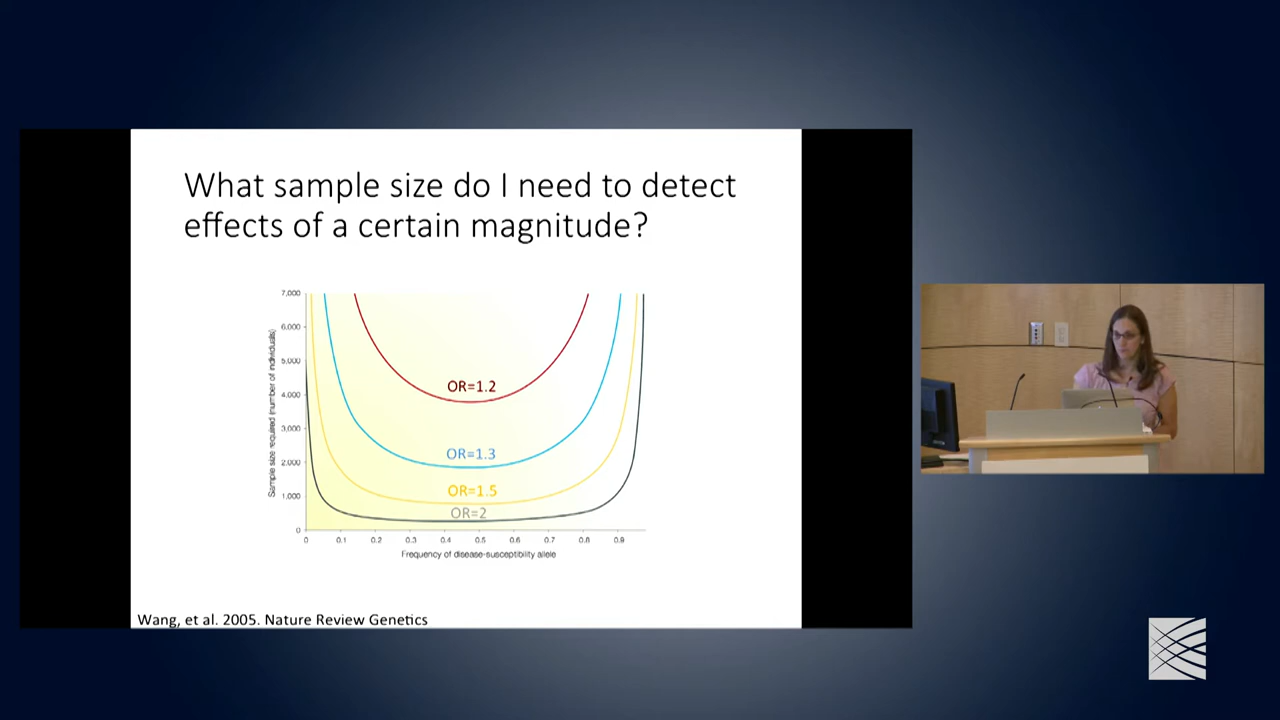 What sample size do I need to detect
effects of a certain magnitude?
7,000
6,000
5,000
4,000
3,000
2,000
1,000
0
Sample size required (number of individuals)
OR=1.2
OR=1.3
OR=1.5
OR=2
0 0.1 0.2 0.3 0.4 0.5 0.6 0.7 0.8 0.9
Frequency of disease-susceptibility allele
Wang, et al. 2005. Nature Review Genetics